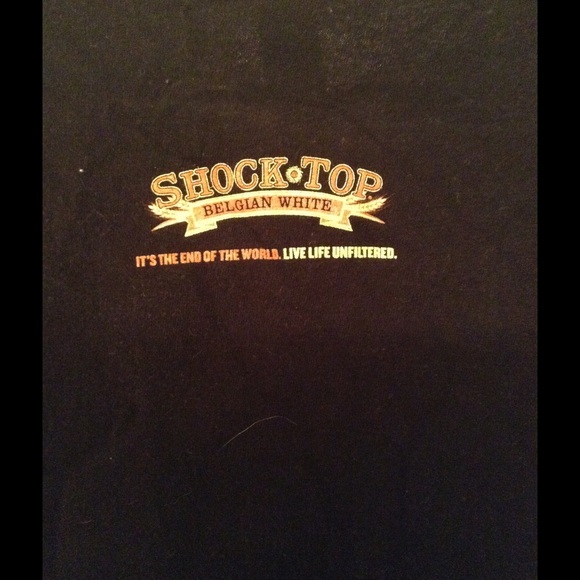 SHOCK TOP
BELGIAN WHITE
IT'S THE END OF THE WORLD. LIVE LIFE UNFILTERED.